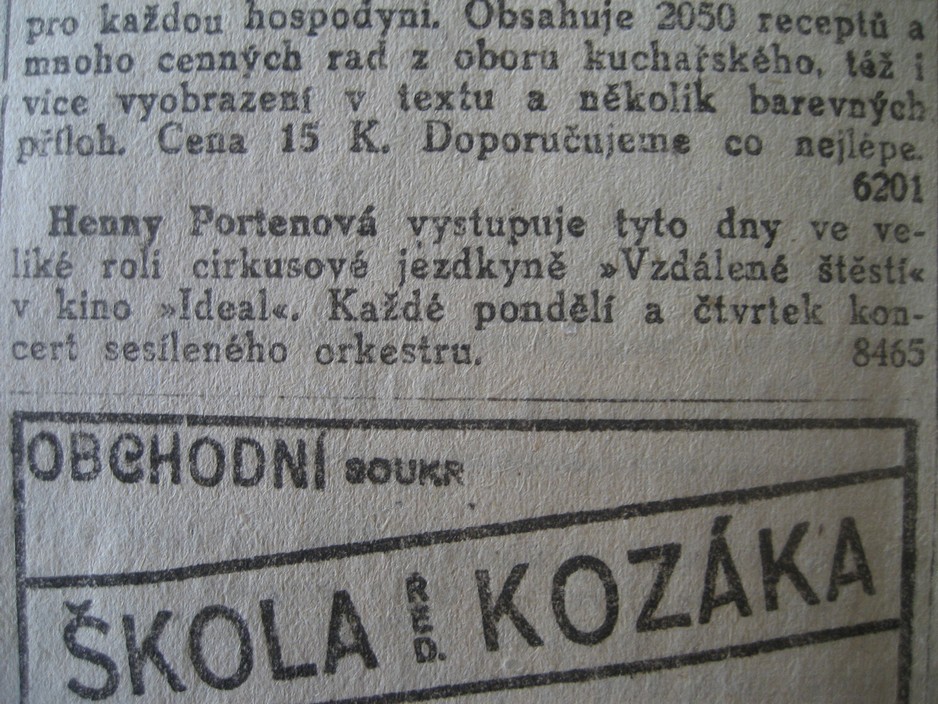 pro každou hospodyni. Obsahuje 2050 receptů a
mnoho cenných rad z oboru kuchařského, též i
více vyobrazení v textu a několik barevných
příloh. Cena 15 K. Doporučujeme co nejlépe.
6201
Henny Portenová vystupuje tyto dny ve ve-
liké roli cirkusové jezdkyně »Vzdálené štěstí«
v kino »Ideal«. Každé pondělí a čtvrtek kon-
cert sesíleného orkestru. 8465
OBCHODNÍ SOUKR
ŠKOLA ŘED. KOZÁKA